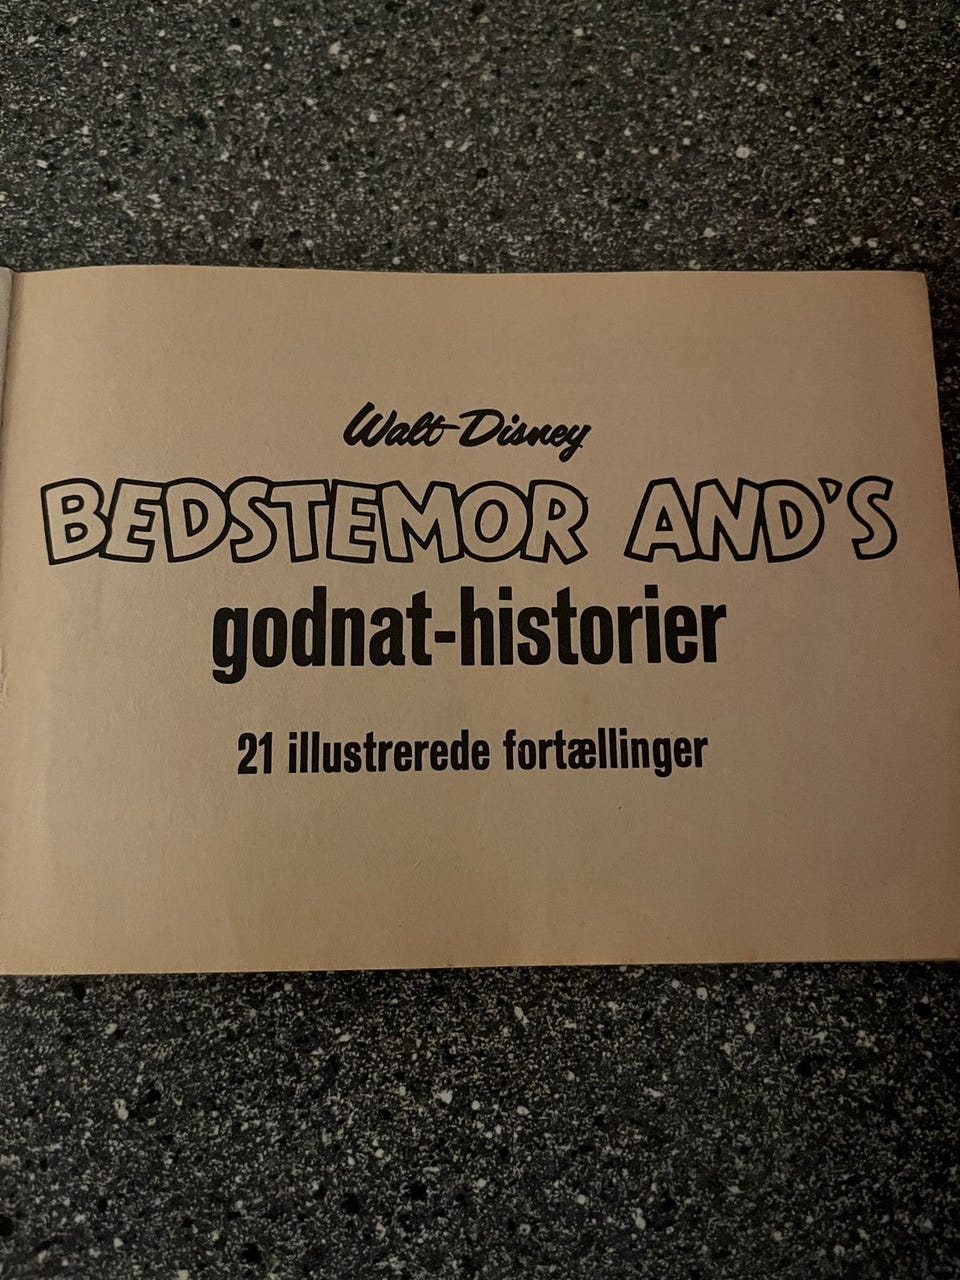 Walt Disney
BEDSTEMOR AND'S
godnat-historier
21 illustrerede fortællinger